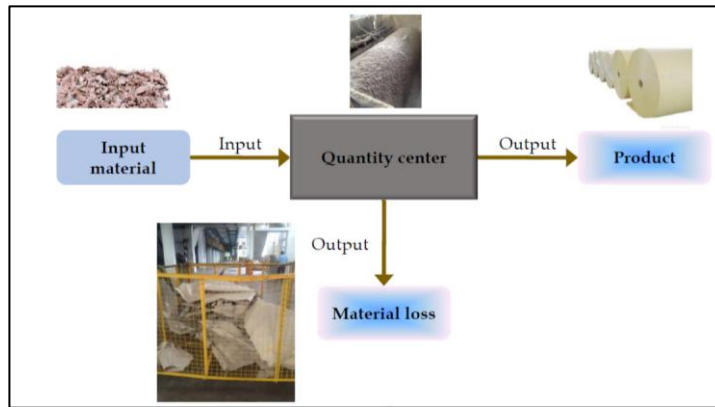 Input
material
Input
Quantity center
Output
Product
Output
Material loss